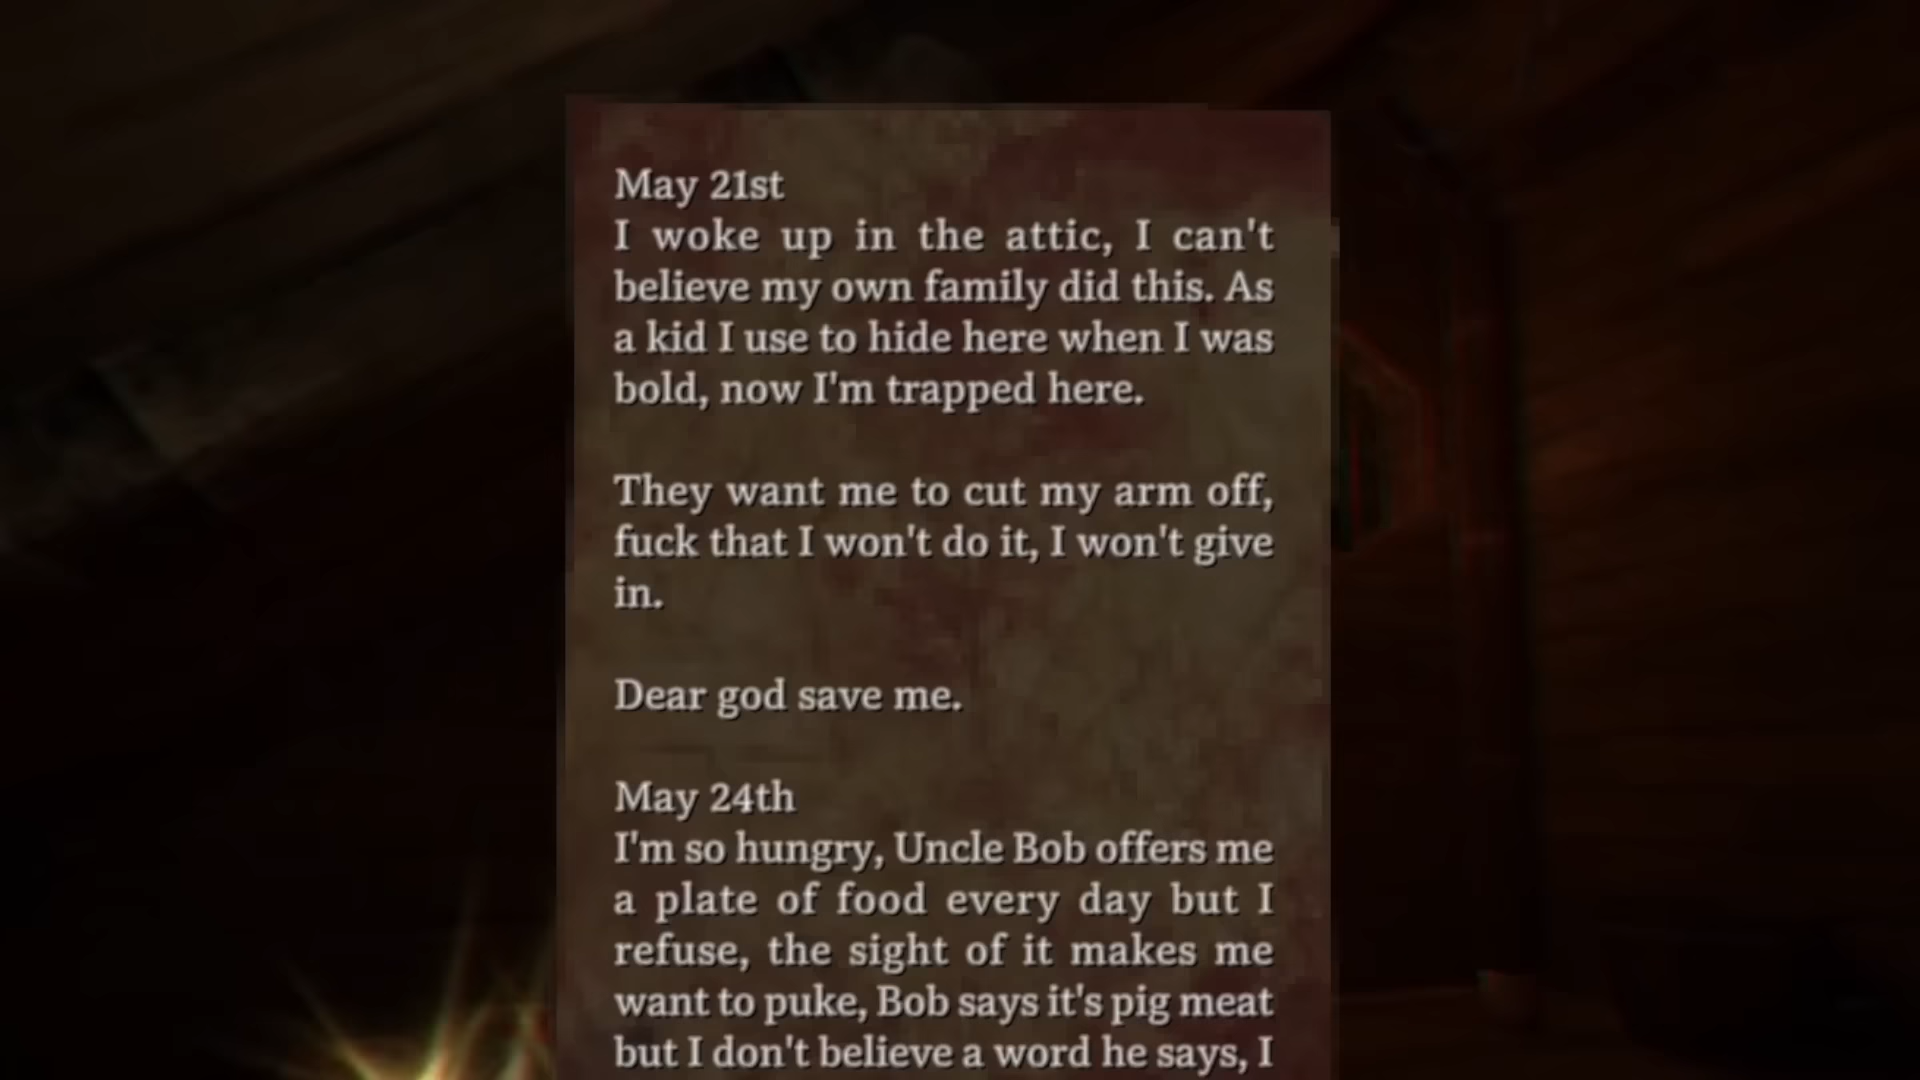 May 21st
I woke up in the attic, I can't
believe my own family did this. As
a kid I use to hide here when I was
bold, now I'm trapped here.
They want me to cut my arm off,
fuck that I won't do it, I won't give
in.
Dear god save me.
May 24th
I'm so hungry, Uncle Bob offers me
a plate of food every day but I
refuse, the sight of it makes me
want to puke, Bob says it's pig meat
but I don't believe a word he says, I